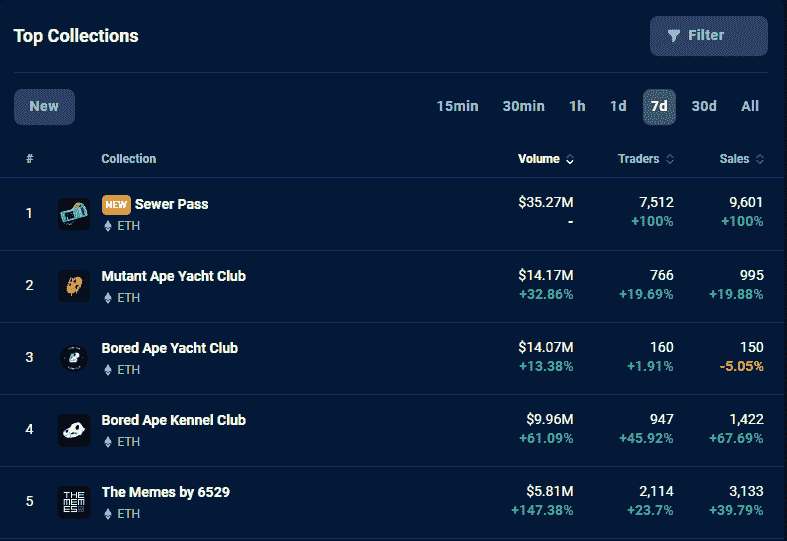 Top Collections
Filter
New
15min 30min 1h 1d 7d 30d All
# Collection Volume Traders Sales
1 NEW Sewer Pass $35.27M 7,512 9,601
ETH - +100% +100%
2 Mutant Ape Yacht Club $14.17M 766 995
ETH +32.86% +19.69% +19.88%
3 Bored Ape Yacht Club $14.07M 160 150
ETH +13.38% +1.91% -5.05%
4 Bored Ape Kennel Club $9.96M 947 1,422
ETH +61.09% +45.92% +67.69%
5 THE MEMES The Memes by 6529 $5.81M 2,114 3,133
ETH +147.38% +23.7% +39.79%